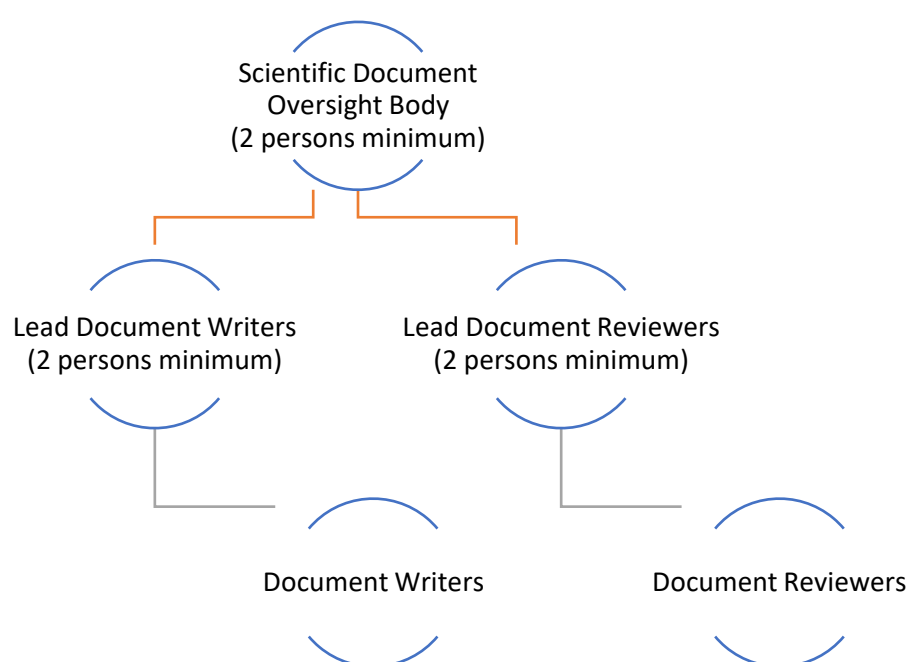 Scientific Document
Oversight Body
(2 persons minimum)
Lead Document Writers
(2 persons minimum)
Lead Document Reviewers
(2 persons minimum)
Document Writers
Document Reviewers